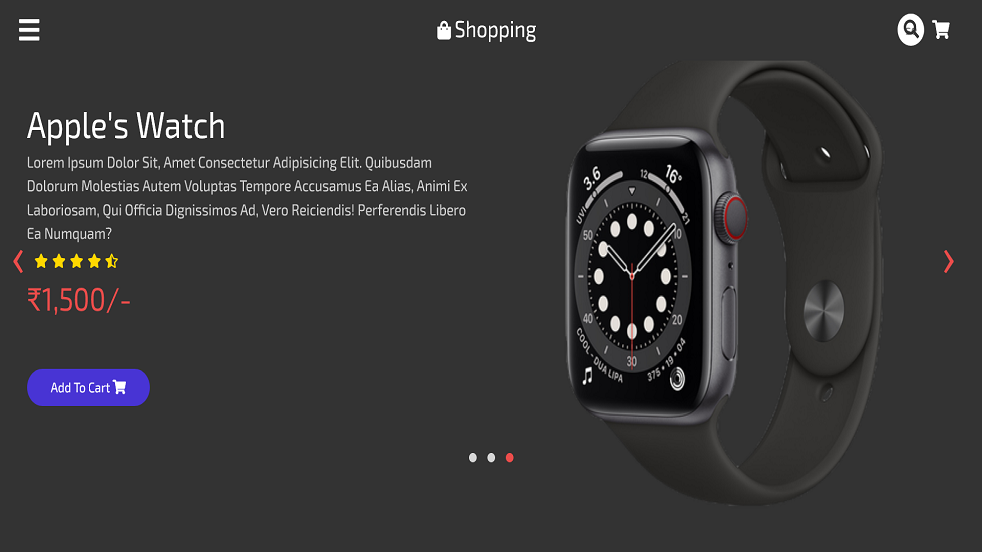 Shopping
Apple's Watch
Lorem Ipsum Dolor Sit, Amet Consectetur Adipisicing Elit. Quibusdam
Dolorum Molestias Autem Voluptas Tempore Accusamus Ea Alias, Animi Ex
Laboriosam, Qui Officia Dignissimos Ad, Vero Reiciendis! Perferendis Libero
Ea Numquam?
₹1,500/-
Add To Cart
3.6
UVI
12
16°
21
50
10
40
20
30
COOL-DUA LIPA
375•19•04